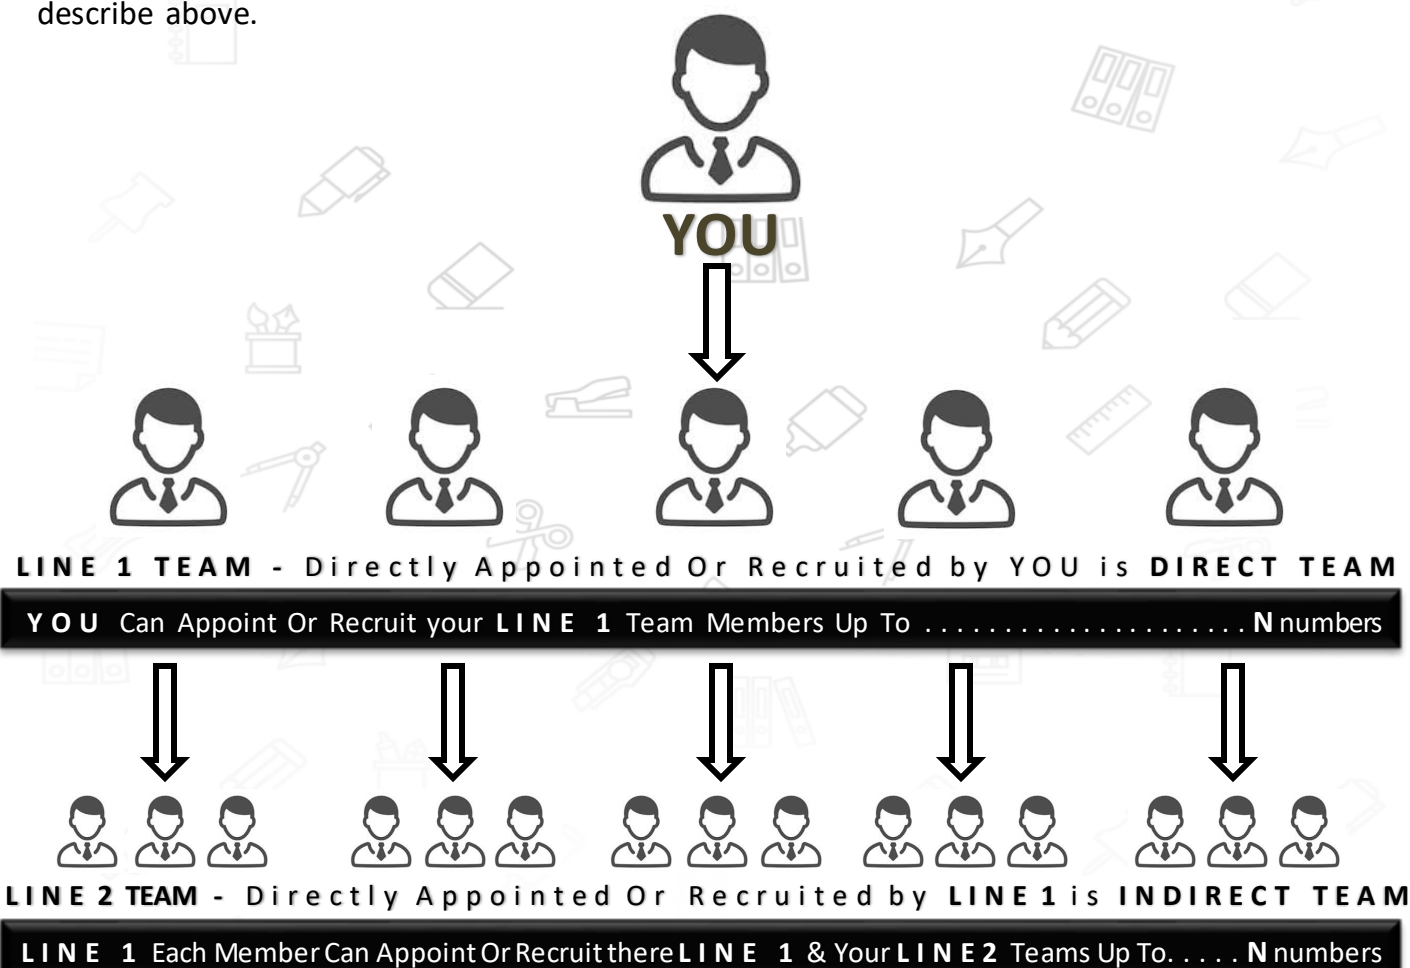 describe above.
YOU
LINE 1 TEAM - Directly Appointed Or Recruited by YOU is DIRECT TEAM
YOU Can Appoint Or Recruit your LINE 1 Team Members Up To ..................... N numbers
LINE 2 TEAM - Directly Appointed Or Recruited by LINE 1 is INDIRECT TEAM
LINE 1 Each Member Can Appoint Or Recruit there LINE 1 & Your LINE 2 Teams Up To..... N numbers